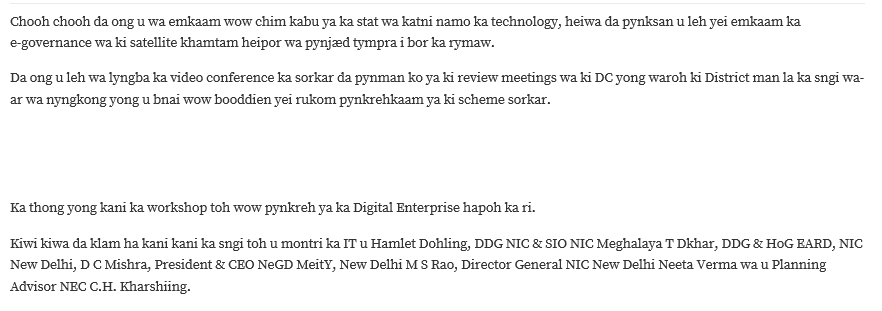 Chooh chooh da ong u wa emkaam wow chim kabu ya ka stat wa katni namo ka technology, heiwa da pynksan u leh yei emkaam ka
e-governance wa ki satellite khamtam heipor wa pynjæd tympra i bor ka rymaw.
Da ong u leh wa lyngba ka video conference ka sorkar da pynman ko ya ki review meetings wa ki DC yong waroh ki District man la ka sngi wa-
ar wa nyngkong yong u bnai wow booddien yei rukom pynkrehkaam ya ki scheme sorkar.
Ka thong yong kani ka workshop toh wow pynkreh ya ka Digital Enterprise hapoh ka ri.
Kiwi kiwa da klam ha kani kani ka sngi toh u montri ka IT u Hamlet Dohling, DDG NIC & SIO NIC Meghalaya T Dkhar, DDG & HoG EARD, NIC
New Delhi, D C Mishra, President & CEO NeGD MeitY, New Delhi M S Rao, Director General NIC New Delhi Neeta Verma wa u Planning
Advisor NEC C.H. Kharshiing.